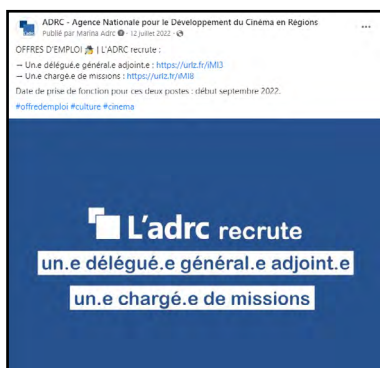 ADRC - Agence Nationale pour le Développement du Cinéma en Régions
Publié par Marina Adrc · 12 juillet 2022 ·
OFFRES D'EMPLOI | L'ADRC recrute :
→ Un.e délégué.e général.e adjoint.e : https://urlz.fr/iMI3
→ Un.e chargé.e de missions : https://urlz.fr/iMI8
Date de prise de fonction pour ces deux postes : début septembre 2022.
#offredemploi #culture #cinema
L'adrc recrute
un.e délégué.e général.e adjoint.e
un.e chargé.e de missions